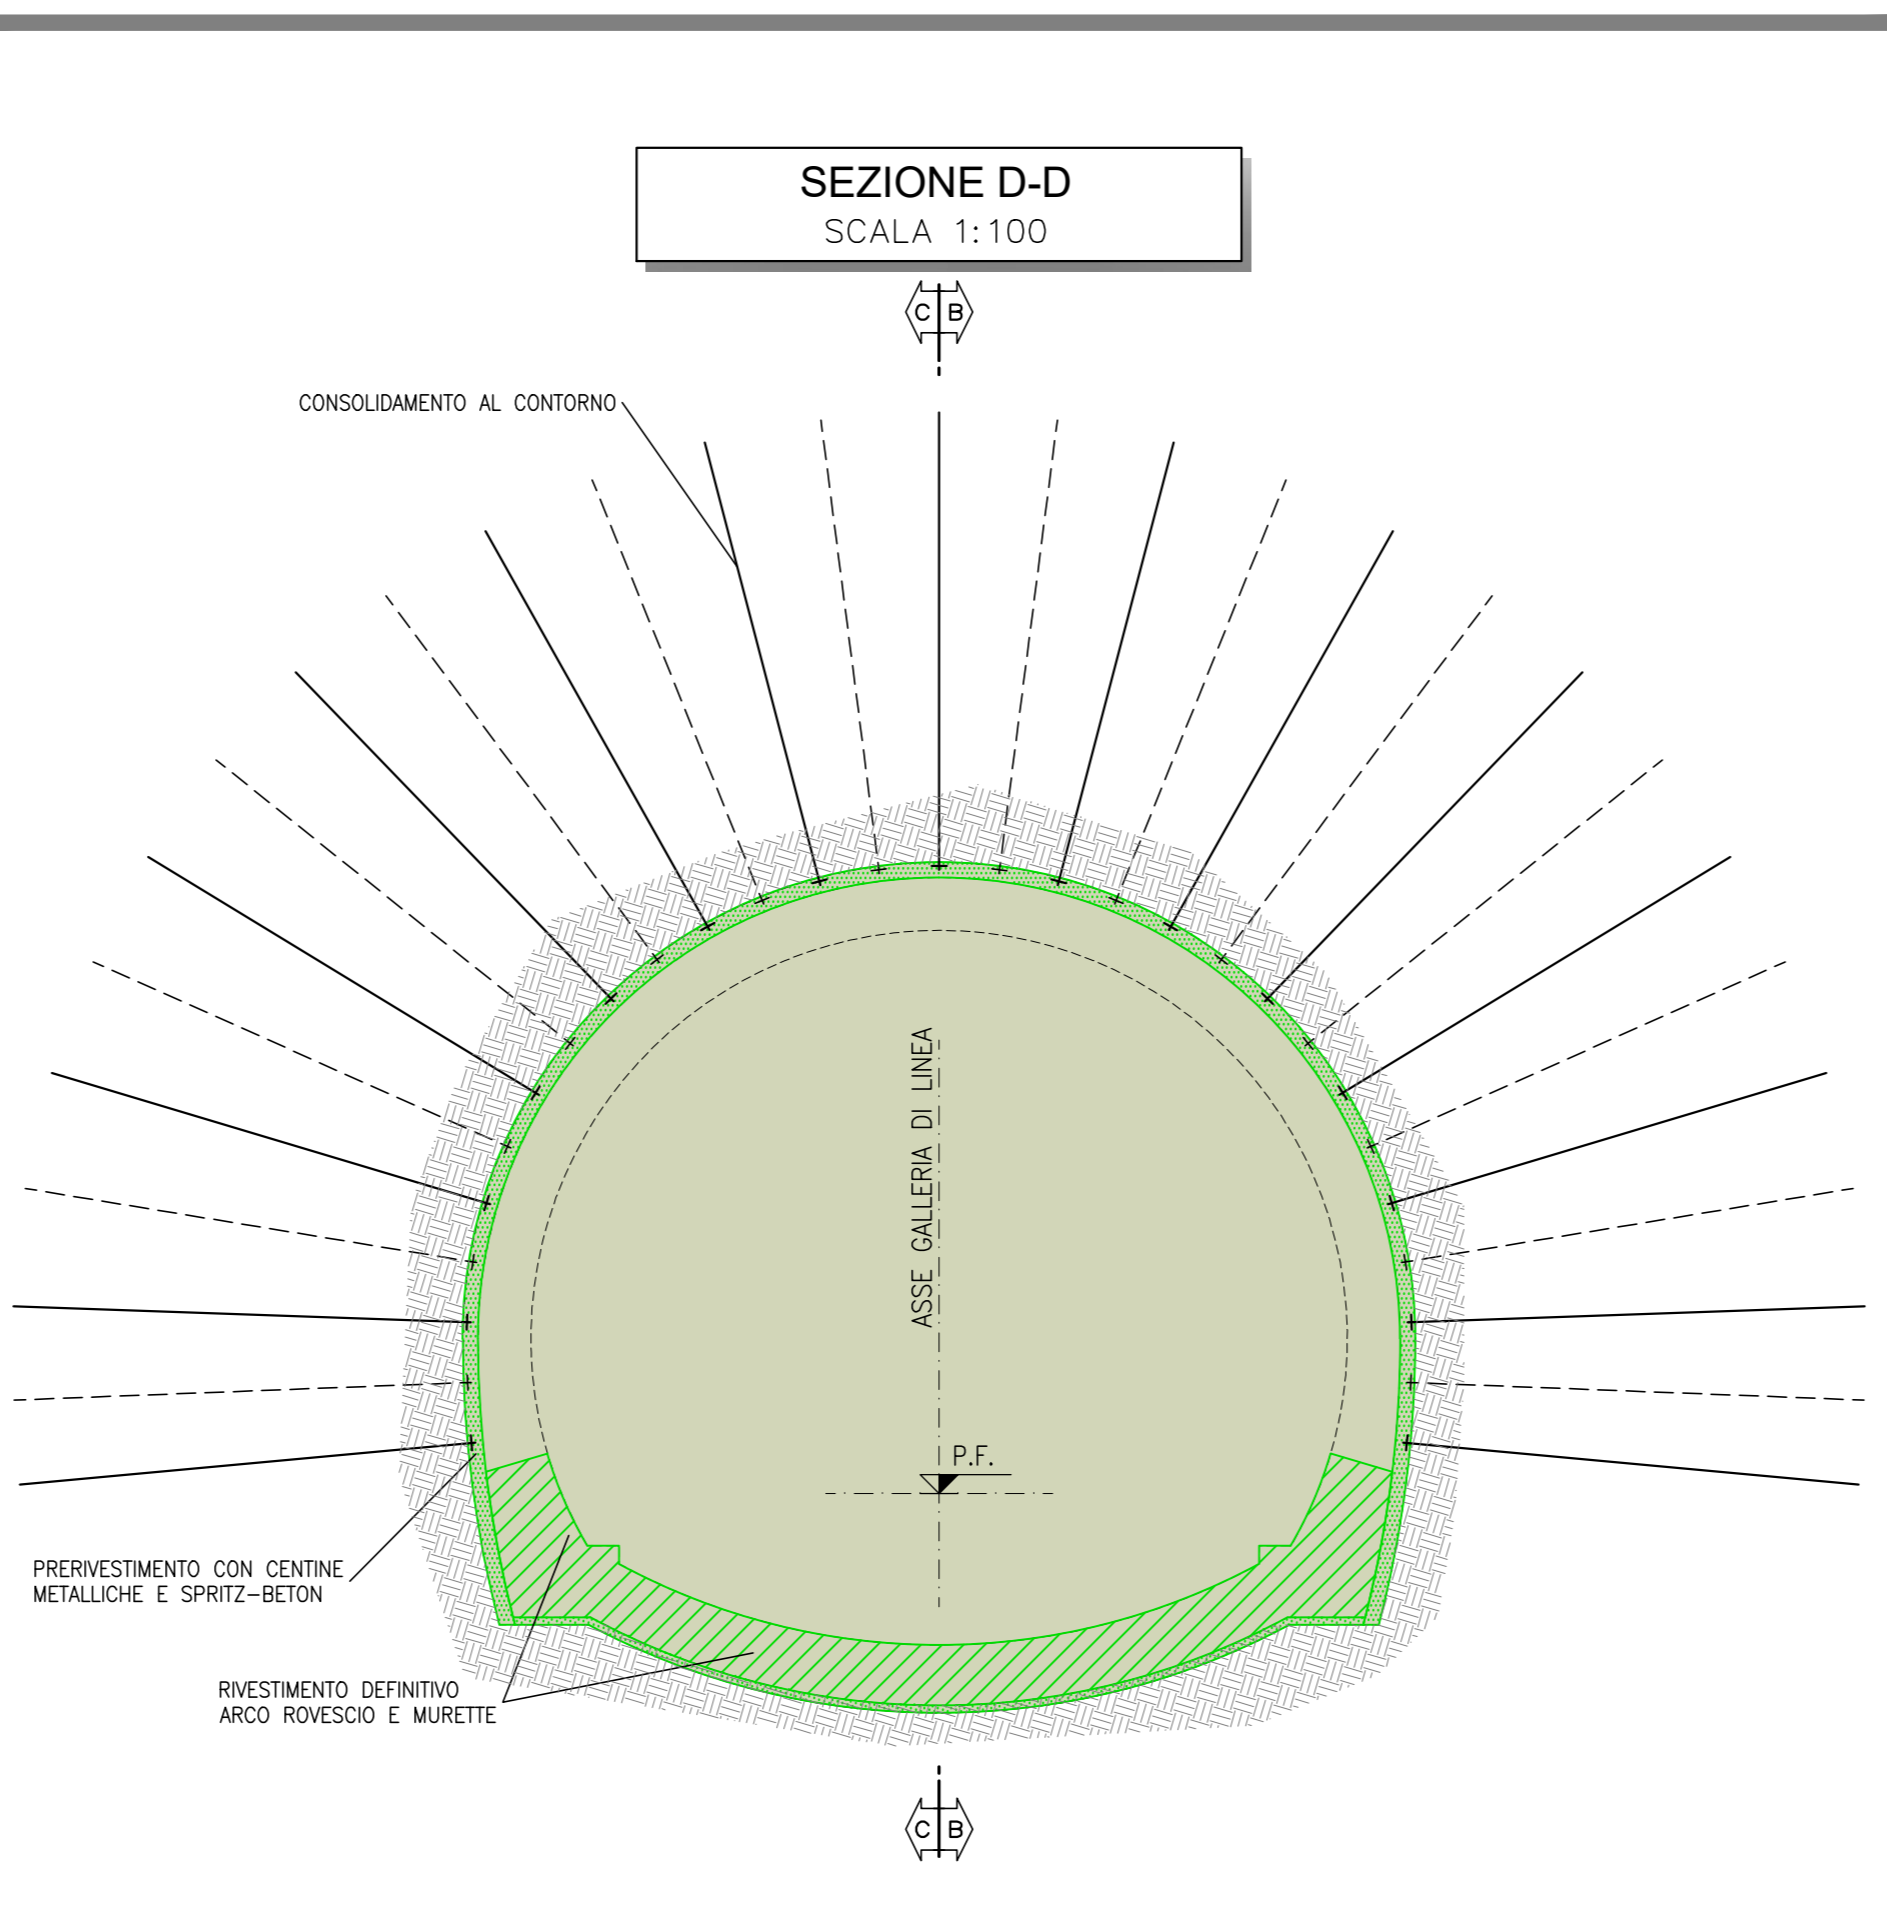 SEZIONE D-D
SCALA 1:100
C B
CONSOLIDAMENTO AL CONTORNO
ASSE GALLERIA DI LINEA
P.F.
PRERIVESTIMENTO CON CENTINE
METALLICHE E SPRITZ-BETON
RIVESTIMENTO DEFINITIVO
ARCO ROVESCIO E MURETTE
C B